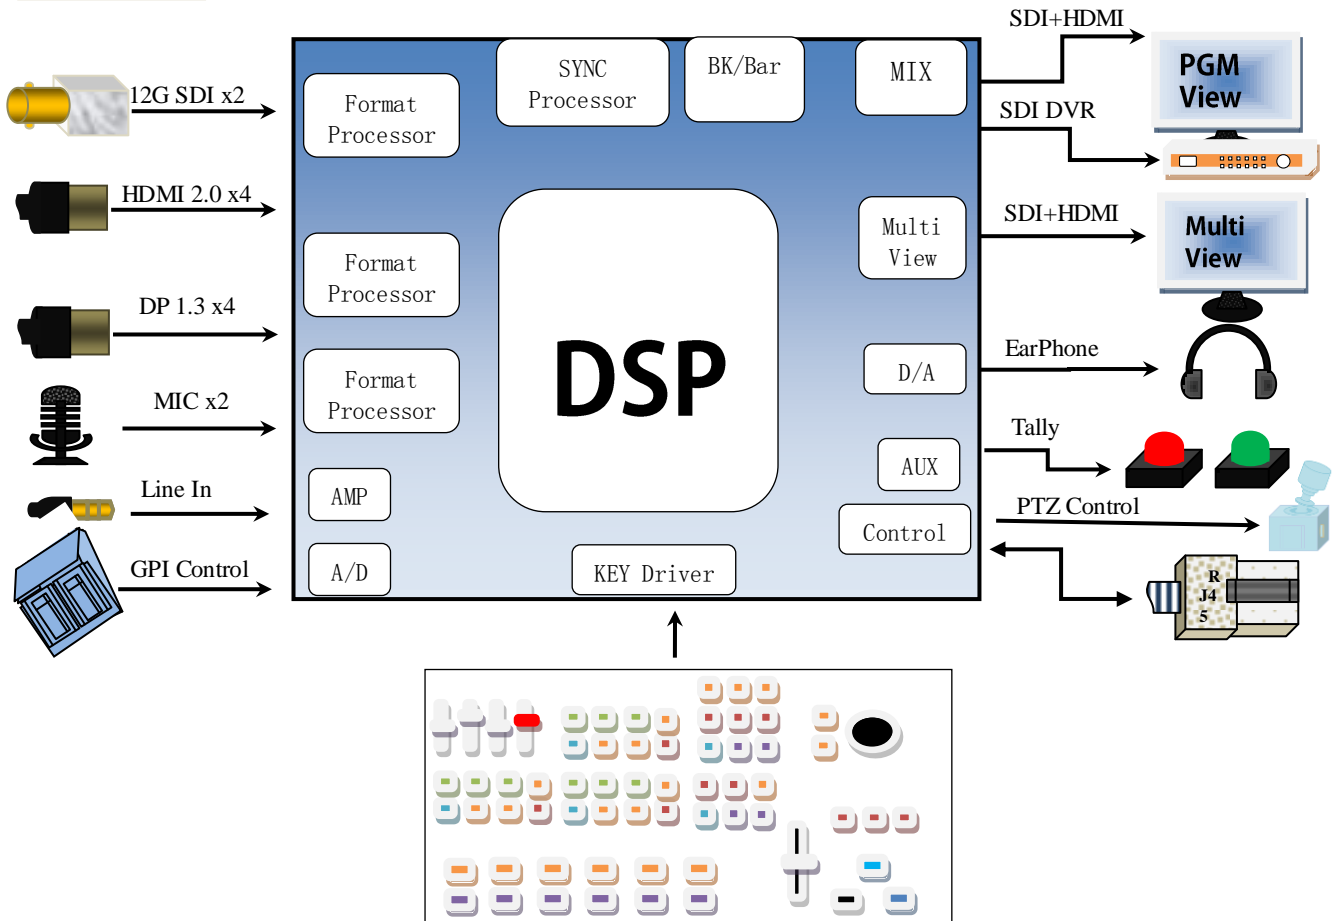 12G SDI x2
HDMI 2.0 x4
DP 1.3 x4
MIC x2
Line In
GPI Control
Format
Processor
Format
Processor
Format
Processor
AMP
A/D
SYNC
Processor
BK/Bar
MIX
DSP
Multi
View
D/A
AUX
Control
KEY Driver
SDI+HDMI
PGM
View
SDI DVR
SDI+HDMI
Multi
View
EarPhone
Tally
PTZ Control
R
J4
5